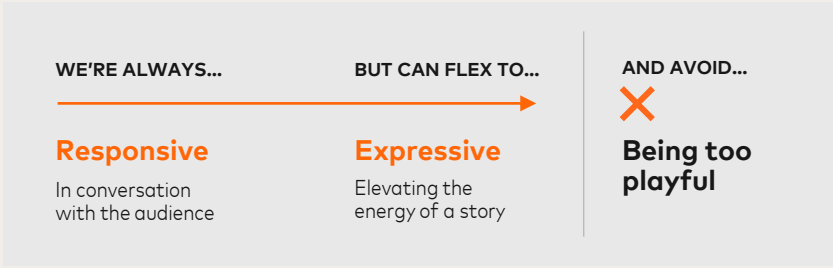 WE'RE ALWAYS...
BUT CAN FLEX TO...
AND AVOID...
Responsive
In conversation
with the audience
Expressive
Elevating the
energy of a story
Being too
playful